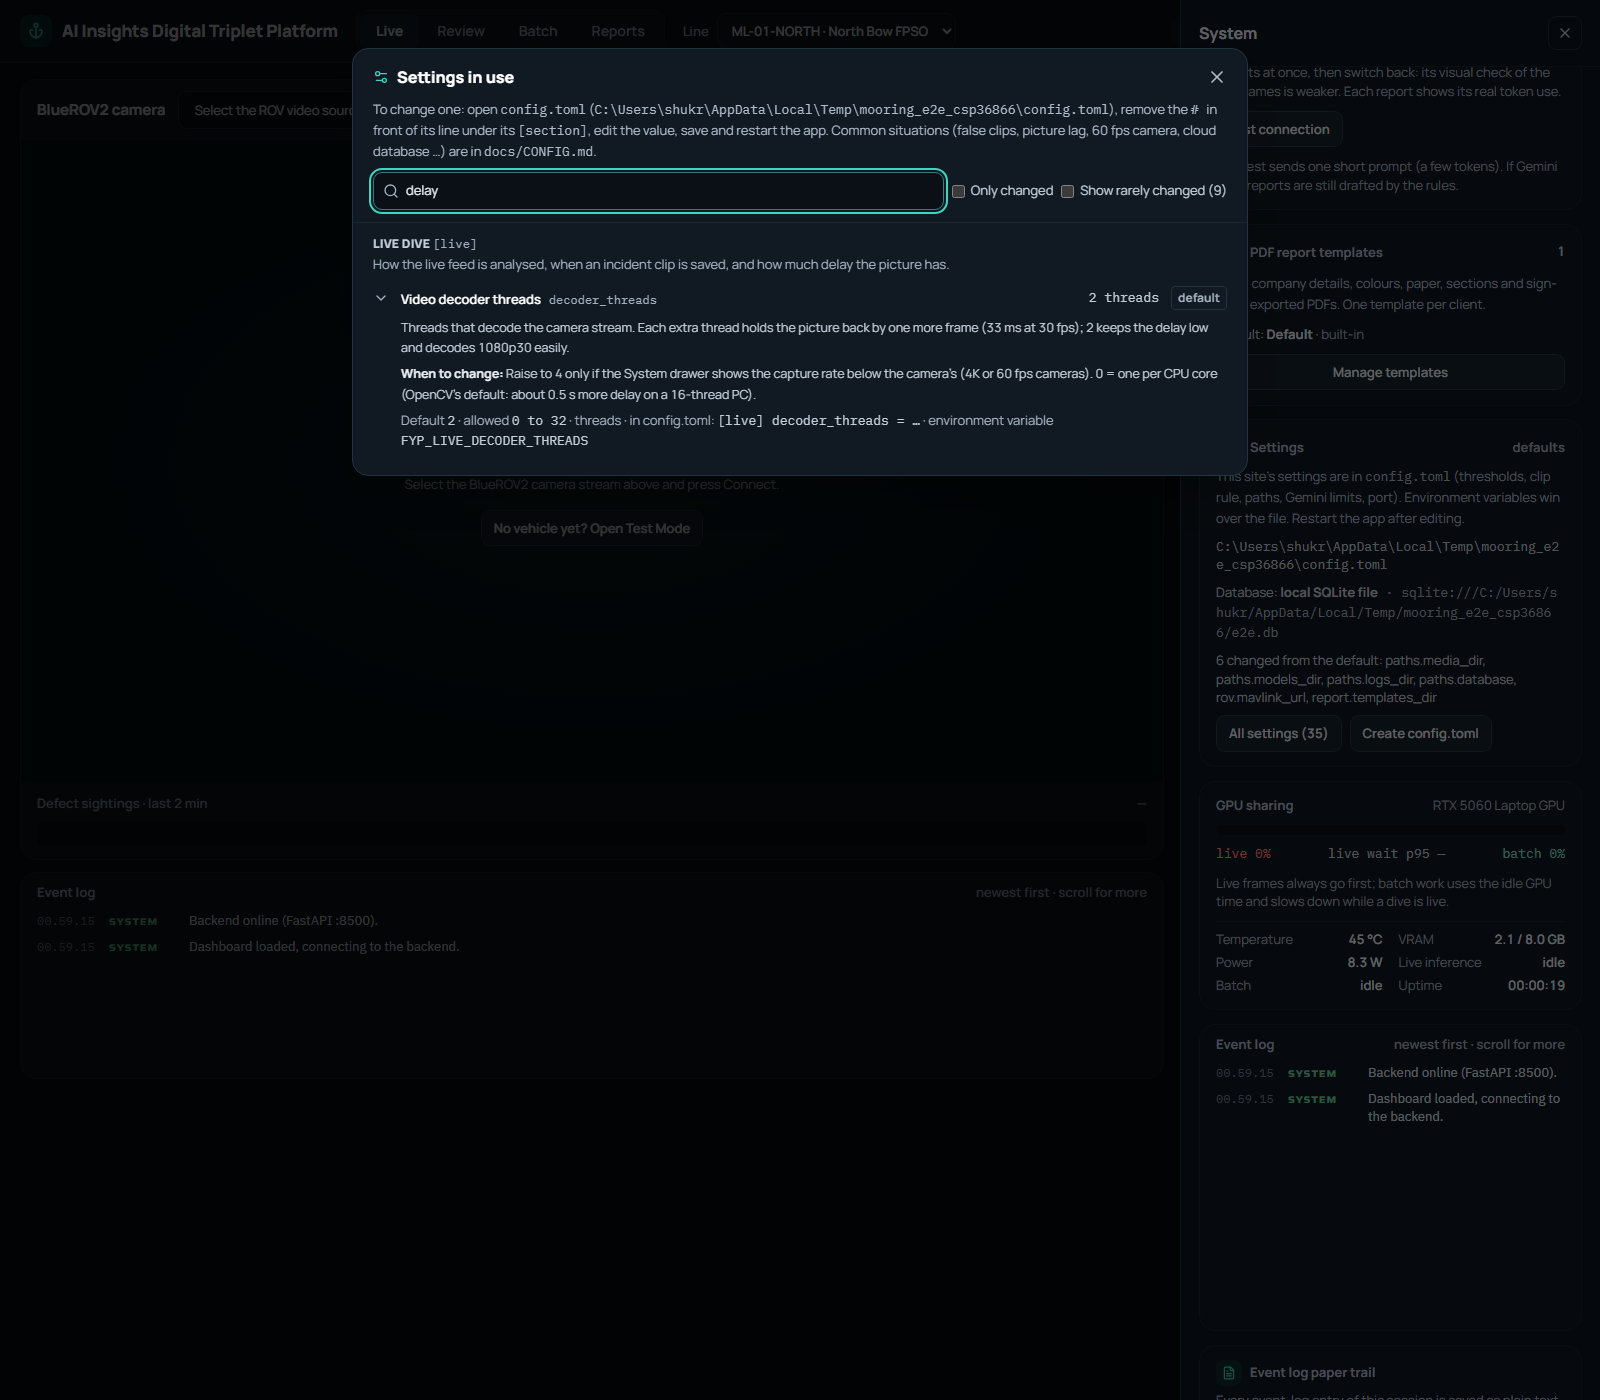 AI Insights Digital Triplet Platform
Live
Review
Batch
Reports
Line
ML-01-NORTH · North Bow FPSO
System
BlueROV2 camera
Select the ROV video sourc
Settings in use
To change one: open config.toml (C:\Users\shukr\AppData\Local\Temp\mooring_e2e_csp36866\config.toml), remove the # in
front of its line under its [section], edit the value, save and restart the app. Common situations (false clips, picture lag, 60 fps camera, cloud
database …) are in docs/CONFIG.md.
delay
Only changed
Show rarely changed (9)
LIVE DIVE [live]
How the live feed is analysed, when an incident clip is saved, and how much delay the picture has.
Video decoder threads decoder_threads
2 threads
default
Threads that decode the camera stream. Each extra thread holds the picture back by one more frame (33 ms at 30 fps); 2 keeps the delay low
and decodes 1080p30 easily.
When to change: Raise to 4 only if the System drawer shows the capture rate below the camera's (4K or 60 fps cameras). 0 = one per CPU core
(OpenCV's default: about 0.5 s more delay on a 16-thread PC).
Default 2 · allowed 0 to 32 · threads · in config.toml: [live] decoder_threads = … · environment variable
FYP_LIVE_DECODER_THREADS
Select the BlueROV2 camera stream above and press Connect.
No vehicle yet? Open Test Mode
Defect sightings · last 2 min
—
Event log
newest first · scroll for more
00.59.15 SYSTEM Backend online (FastAPI :8500).
00.59.15 SYSTEM Dashboard loaded, connecting to the backend.
ts at once, then switch back: its visual check of the
ames is weaker. Each report shows its real token use.
st connection
est sends one short prompt (a few tokens). If Gemini
reports are still drafted by the rules.
PDF report templates
1
company details, colours, paper, sections and sign-
exported PDFs. One template per client.
ult: Default · built-in
Manage templates
Settings
defaults
This site's settings are in config.toml (thresholds, clip
rule, paths, Gemini limits, port). Environment variables win
over the file. Restart the app after editing.
C:\Users\shukr\AppData\Local\Temp\mooring_e2
e_csp36866\config.toml
Database: local SQLite file · sqlite:///C:/Users/s
hukr/AppData/Local/Temp/mooring_e2e_csp3686
6/e2e.db
6 changed from the default: paths.media_dir,
paths.models_dir, paths.logs_dir, paths.database,
rov.mavlink_url, report.templates_dir
All settings (35)
Create config.toml
GPU sharing
RTX 5060 Laptop GPU
live 0%
live wait p95 —
batch 0%
Live frames always go first; batch work uses the idle GPU
time and slows down while a dive is live.
Temperature 45 °C VRAM 2.1 / 8.0 GB
Power 8.3 W Live inference idle
Batch idle Uptime 00:00:19
Event log
newest first · scroll for more
00.59.15 SYSTEM Backend online (FastAPI :8500).
00.59.15 SYSTEM Dashboard loaded, connecting to
the backend.
Event log paper trail